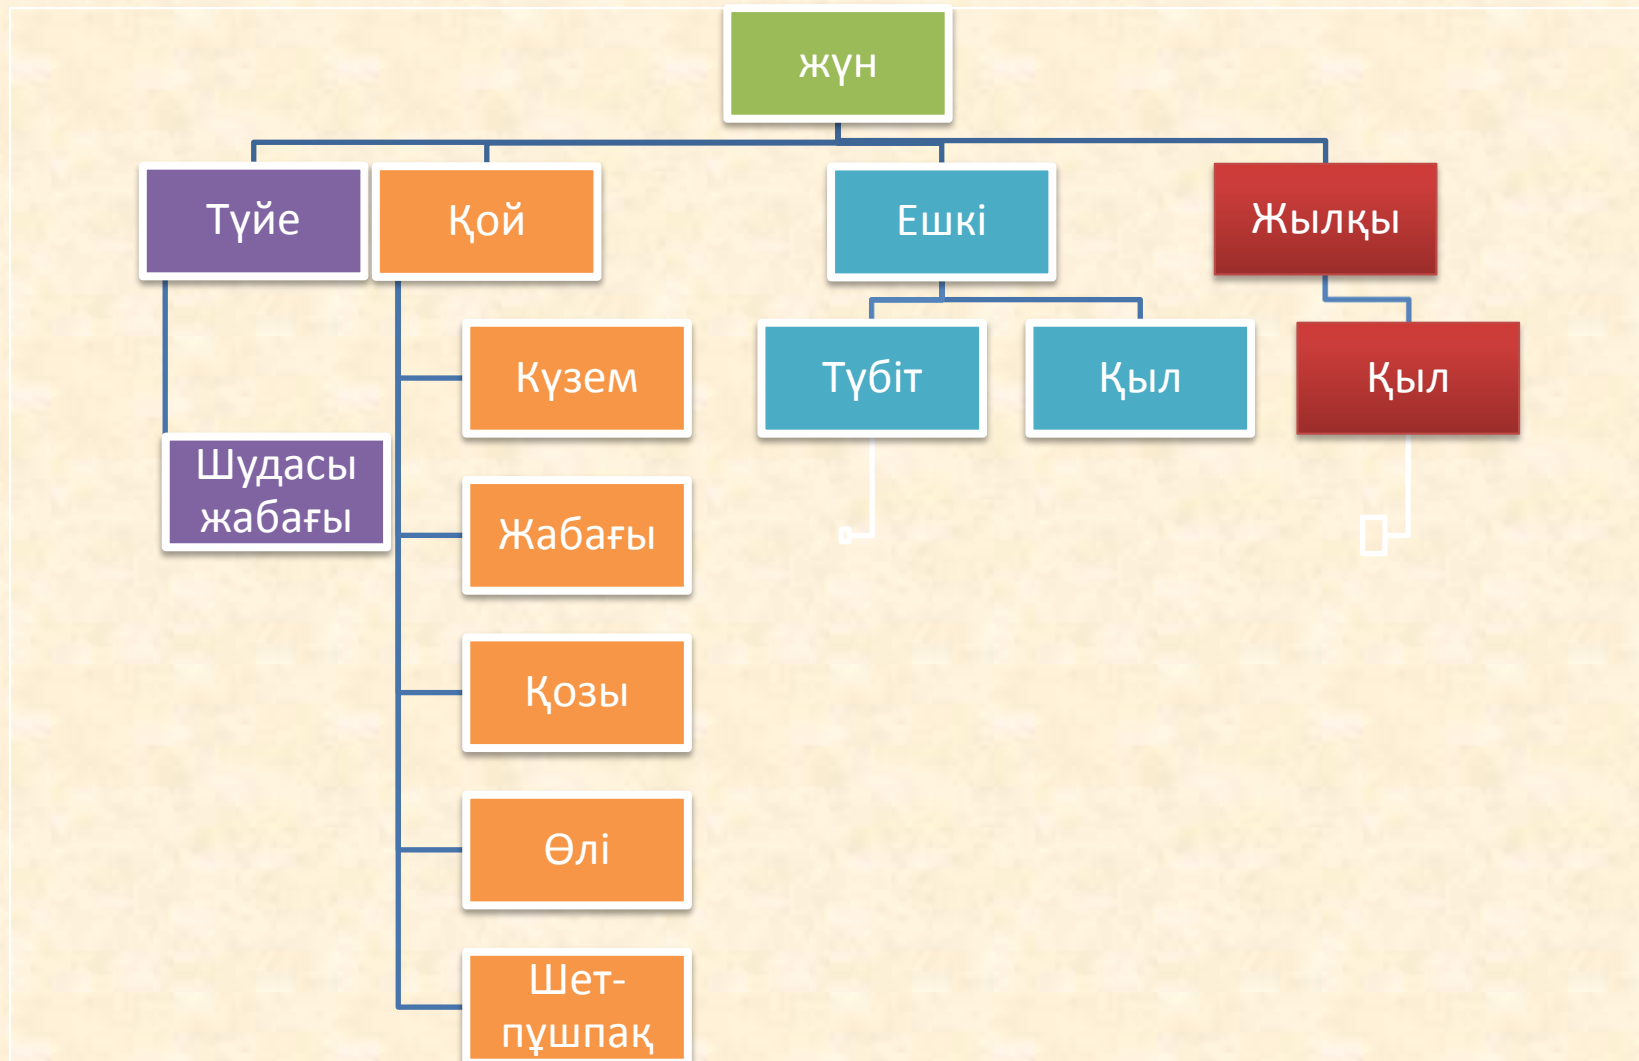 жүн
Түйе
Қой
Ешкі
Жылқы
Күзем
Түбіт
Қыл
Қыл
Шудасы
жабағы
Жабағы
Қозы
Өлі
Шет-
пұшпақ